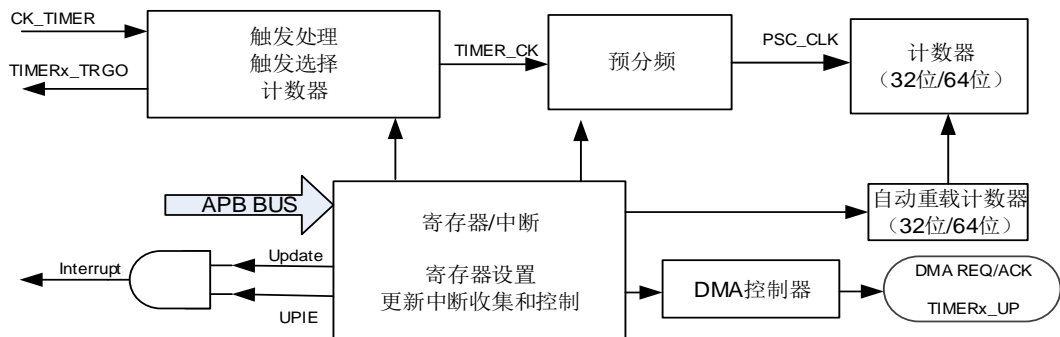 CK_TIMER
TIMERx_TRGO
触发处理
触发选择
计数器
TIMER_CK
预分频
PSC_CLK
计数器
（32位/64位）
APB BUS
寄存器/中断
寄存器设置
更新中断收集和控制
自动重载计数器
（32位/64位）
Interrupt
Update
UPIE
DMA控制器
DMA REQ/ACK
TIMERx_UP